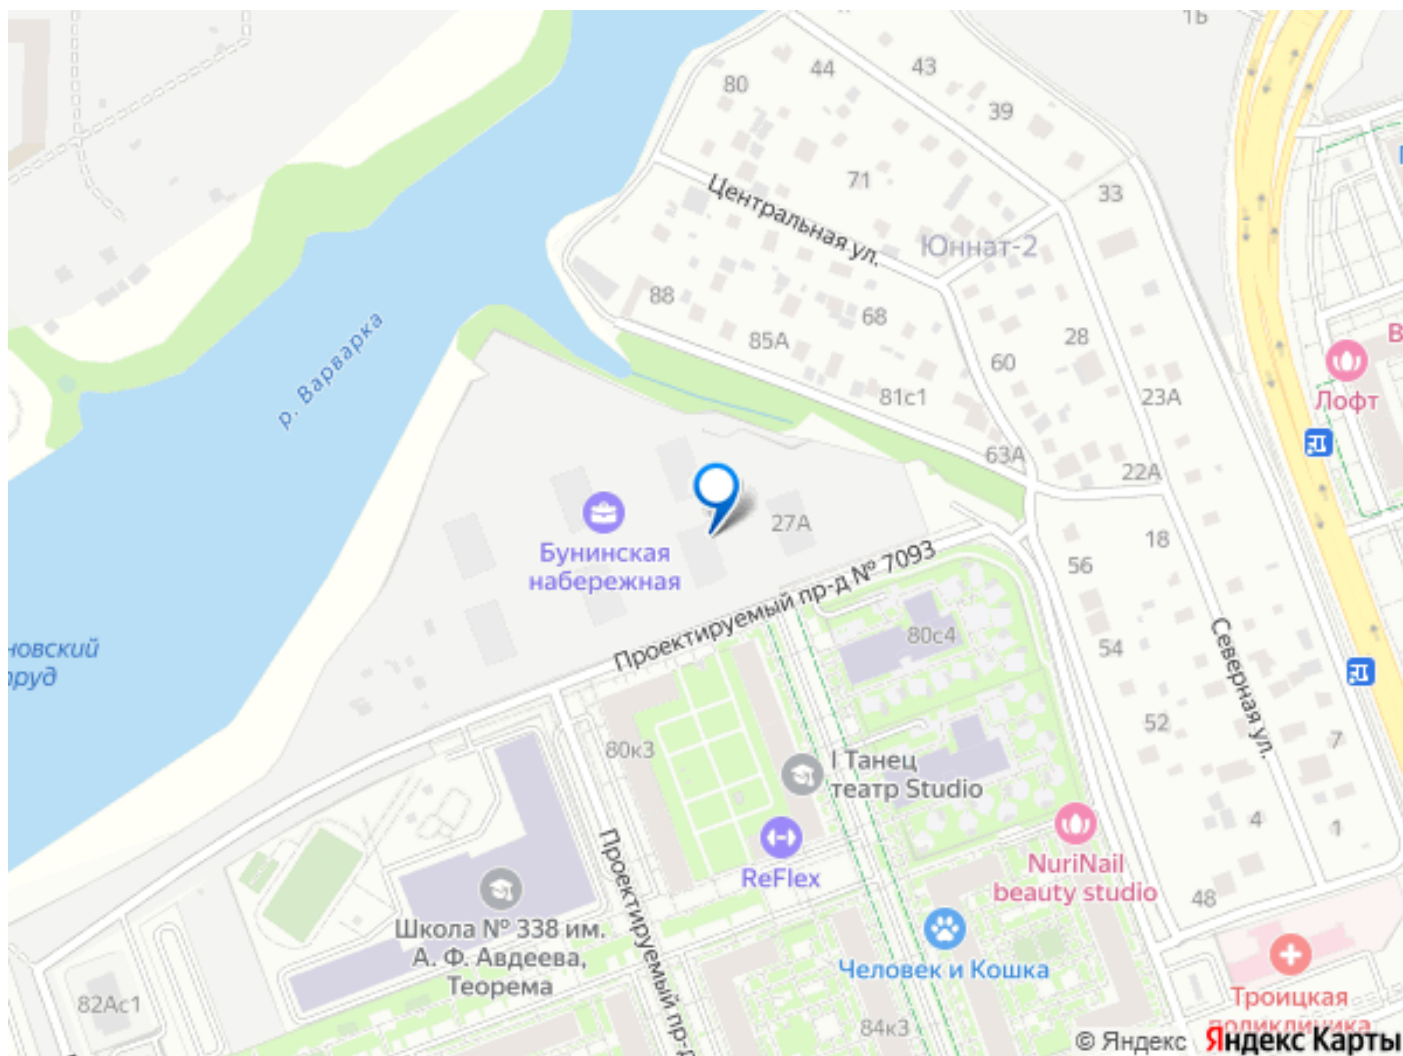 1Б
80
44
43
39
71
33
Центральная ул.
Юннат-2
88
68
85А
28
60
81с1
23А
Лофт
р. Варварка
63А
22А
27А
Бунинская
набережная
18
56
Проектируемый пр-д № 7093
80с4
54
Северная ул.
52
7
80к3
I Танец
театр Studio
4
1
ReFlex
NuriNail
beauty studio
48
Школа № 338 им.
А. Ф. Авдеева,
Теорема
Проектируемый пр-д
Человек и Кошка
82Ас1
84к3
Троицкая
поликлиника
© Яндекс Яндекс Карты